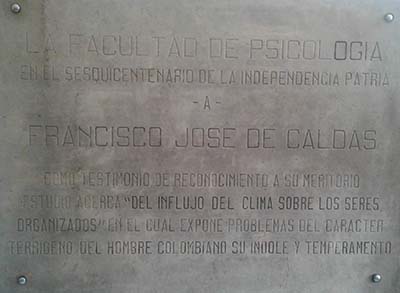 LA FACULTAD DE PSICOLOGIA
EN EL SESQUICENTENARIO DE LA INDEPENDENCIA PATRIA
- A -
FRANCISCO JOSE DE CALDAS
COMO TESTIMONIO DE RECONOCIMIENTO A SU MERITORIO
ESTUDIO ACERCA "DEL INFLUJO DEL CLIMA SOBRE LOS SERES
ORGANIZADOS" EN EL CUAL EXPONE PROBLEMAS DEL CARACTER
TERRIGENO DEL HOMBRE COLOMBIANO SU INDOLE Y TEMPERAMENTO